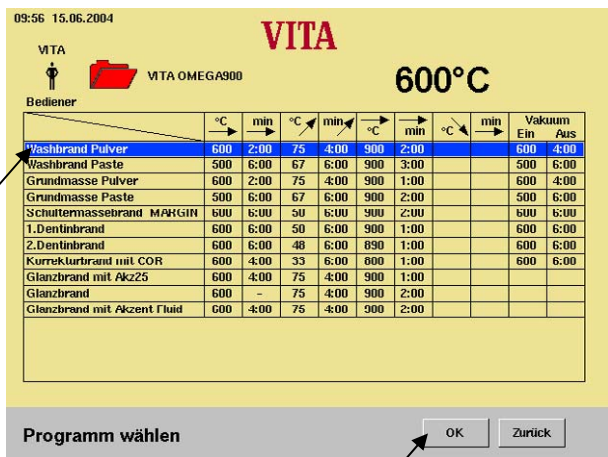 09:56 15.06.2004
VITA
VITA
VITA OMEGA900
600°C
Bediener
°C min °C min °C min °C min Vakuum
Ein Aus
Washbrand Pulver 600 2:00 75 4:00 900 2:00 600 4:00
Washbrand Paste 500 6:00 67 6:00 900 3:00 500 6:00
Grundmasse Pulver 600 2:00 75 4:00 900 1:00 600 4:00
Grundmasse Paste 500 6:00 67 6:00 900 2:00 500 6:00
Schultermassebrand MARGIN 600 6:00 50 6:00 900 2:00 600 6:00
1.Dentinbrand 600 6:00 50 6:00 900 1:00 600 6:00
2.Dentinbrand 600 6:00 48 6:00 890 1:00 600 6:00
Kurrekturbrand mit COR 600 4:00 33 6:00 800 1:00 600 6:00
Glanzbrand mit Akz25 600 4:00 75 4:00 900 1:00
Glanzbrand 600 - 75 4:00 900 2:00
Glanzbrand mit Akzent Fluid 600 4:00 75 4:00 900 2:00
Programm wählen
OK
Zurück